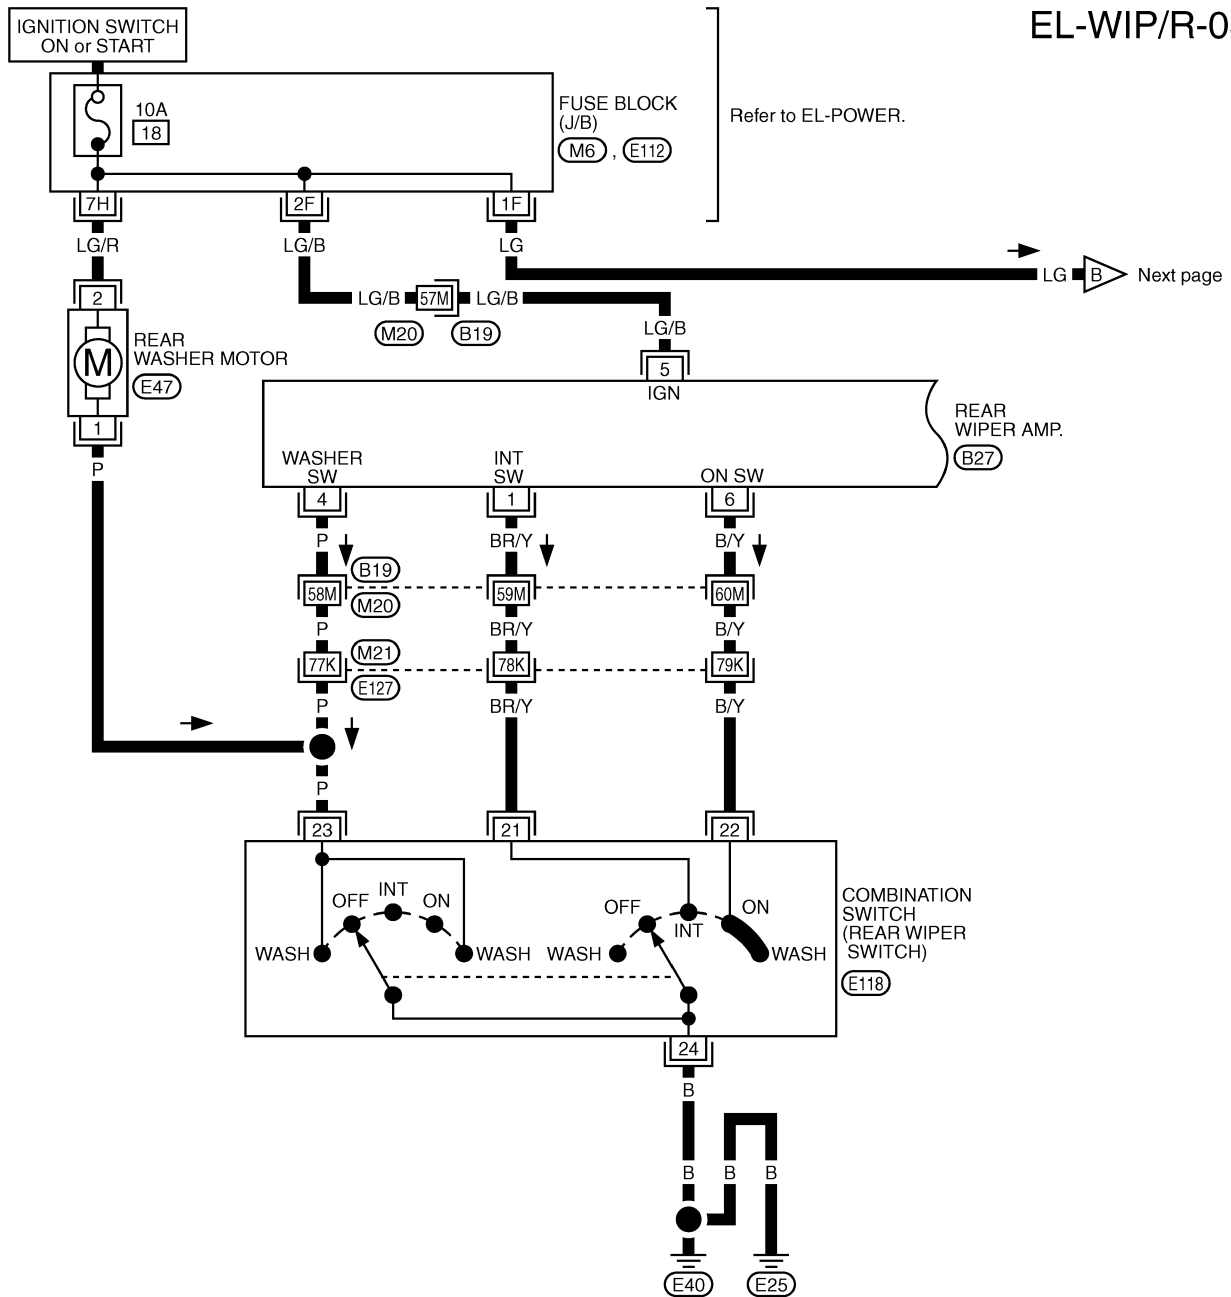 EL-WIP/R-0
IGNITION SWITCH
ON or START
10A
18
FUSE BLOCK
(J/B)
M6 , E112
Refer to EL-POWER.
7H
2F
1F
LG/R
LG/B
LG
LG
B
Next page
2
LG/B
57M
LG/B
M20
B19
LG/B
REAR
WASHER MOTOR
M
E47
5
IGN
1
REAR
WIPER AMP.
B27
P
WASHER
SW
INT
SW
ON SW
4
1
6
P
BR/Y
B/Y
B19
58M
59M
60M
M20
P
BR/Y
B/Y
M21
77K
78K
79K
E127
P
BR/Y
B/Y
P
23
21
22
OFF
INT
ON
WASH
WASH
OFF
INT
ON
WASH
WASH
COMBINATION
SWITCH
(REAR WIPER
SWITCH)
E118
24
B
B
B
B
E40
E25